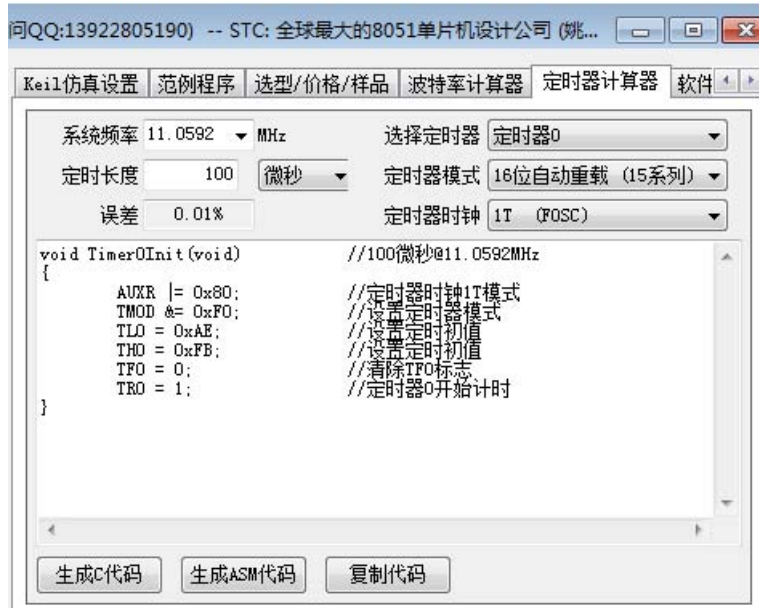 问QQ:13922805190) -- STC: 全球最大的8051单片机设计公司 (姚...
Keil仿真设置 范例程序 选型/价格/样品 波特率计算器 定时器计算器 软件
系统频率 11.0592 MHz 选择定时器 定时器0
定时长度 100 微秒 定时器模式 16位自动重载 (15系列)
误差 0.01% 定时器时钟 1T (FOSC)
void Timer0Init(void) //100微秒@11.0592MHz
{
AUXR |= 0x80; //定时器时钟1T模式
TMOD &= 0xF0; //设置定时器模式
TL0 = 0xAE; //设置定时初值
TH0 = 0xFB; //设置定时初值
TF0 = 0; //清除TF0标志
TR0 = 1; //定时器0开始计时
}
生成C代码 生成ASM代码 复制代码